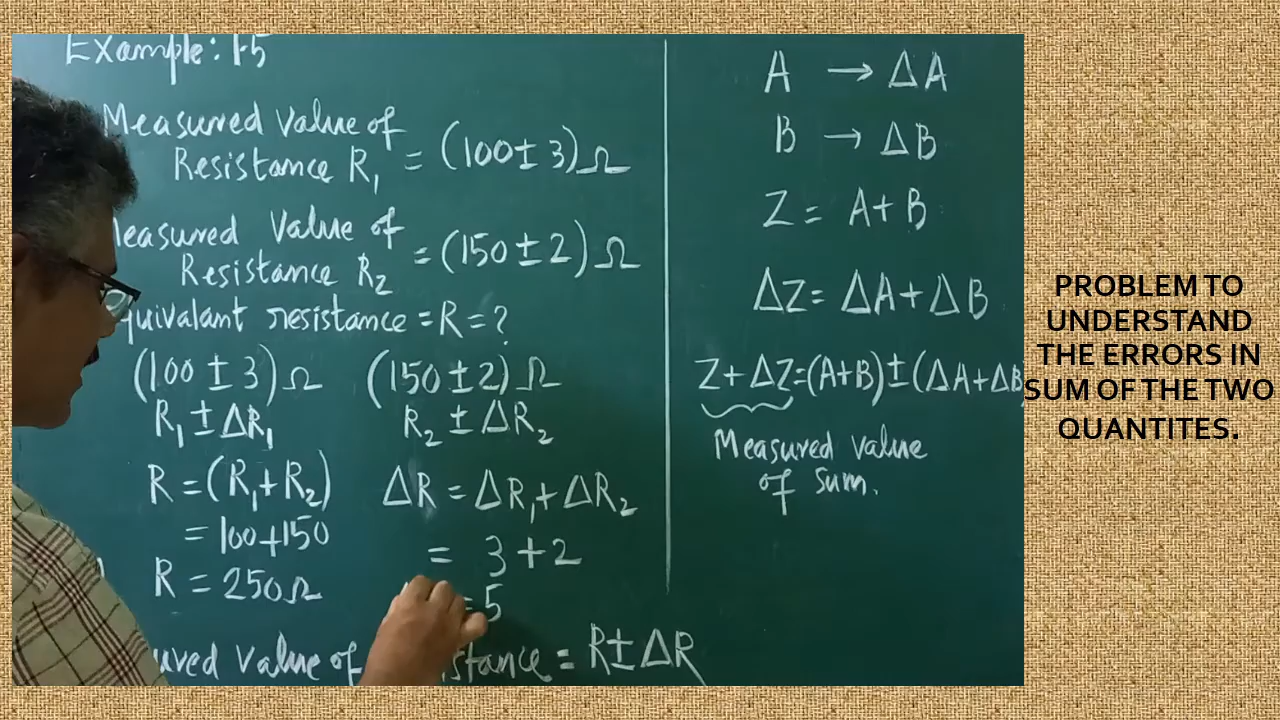 Example: 1.5
Measured Value of
Resistance R₁ = (100 ± 3) Ω
Measured Value of
Resistance R₂ = (150 ± 2) Ω
quivalant resistance = R = ?
(100 ± 3) Ω (150 ± 2) Ω
R₁ ± ΔR₁ R₂ ± ΔR₂
R = (R₁ + R₂) ΔR = ΔR₁ + ΔR₂
= 100 + 150 = 3 + 2
R = 250 Ω = 5
ured Value of stance = R ± ΔR
A → ΔA
B → ΔB
Z = A + B
ΔZ = ΔA + ΔB
Z + ΔZ = (A + B) ± (ΔA + ΔB
Measured Value
of Sum.
PROBLEM TO
UNDERSTAND
THE ERRORS IN
SUM OF THE TWO
QUANTITES.